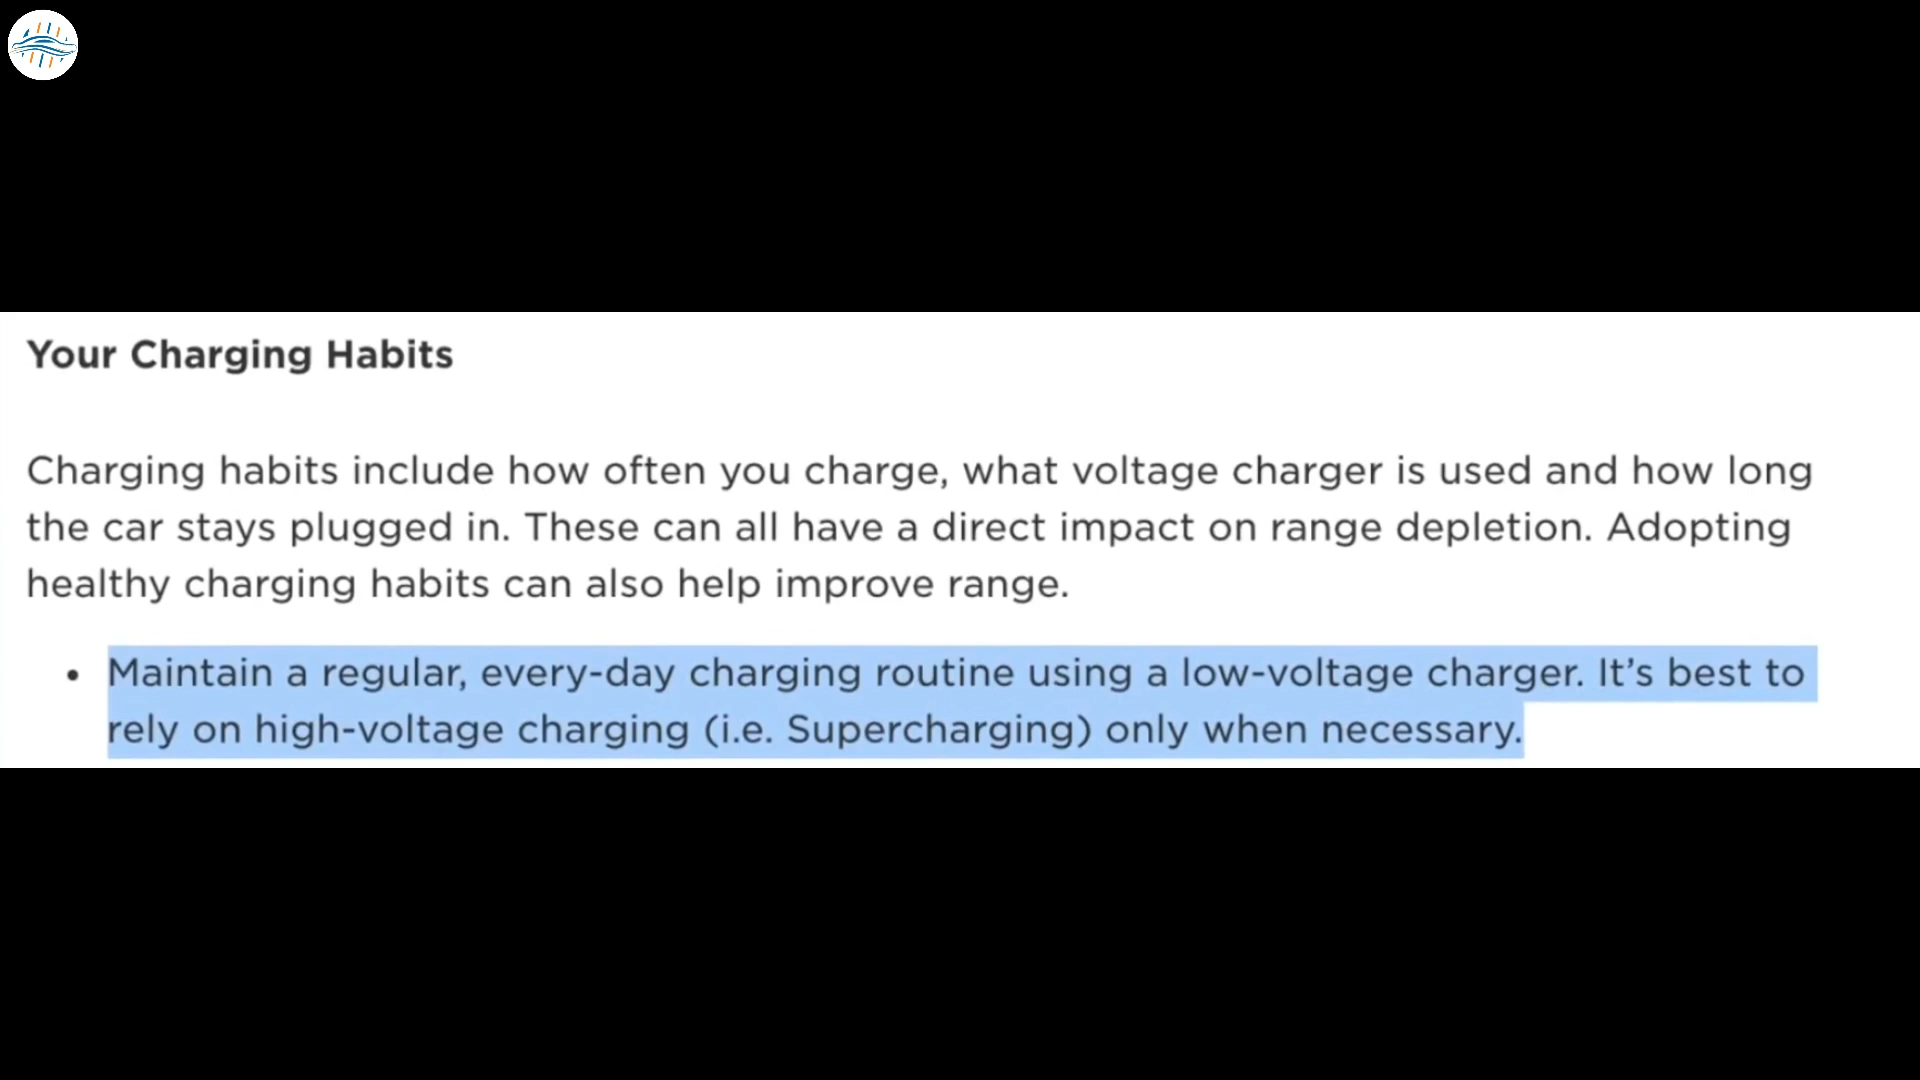 Your Charging Habits
Charging habits include how often you charge, what voltage charger is used and how long
the car stays plugged in. These can all have a direct impact on range depletion. Adopting
healthy charging habits can also help improve range.
• Maintain a regular, every-day charging routine using a low-voltage charger. It’s best to
rely on high-voltage charging (i.e. Supercharging) only when necessary.